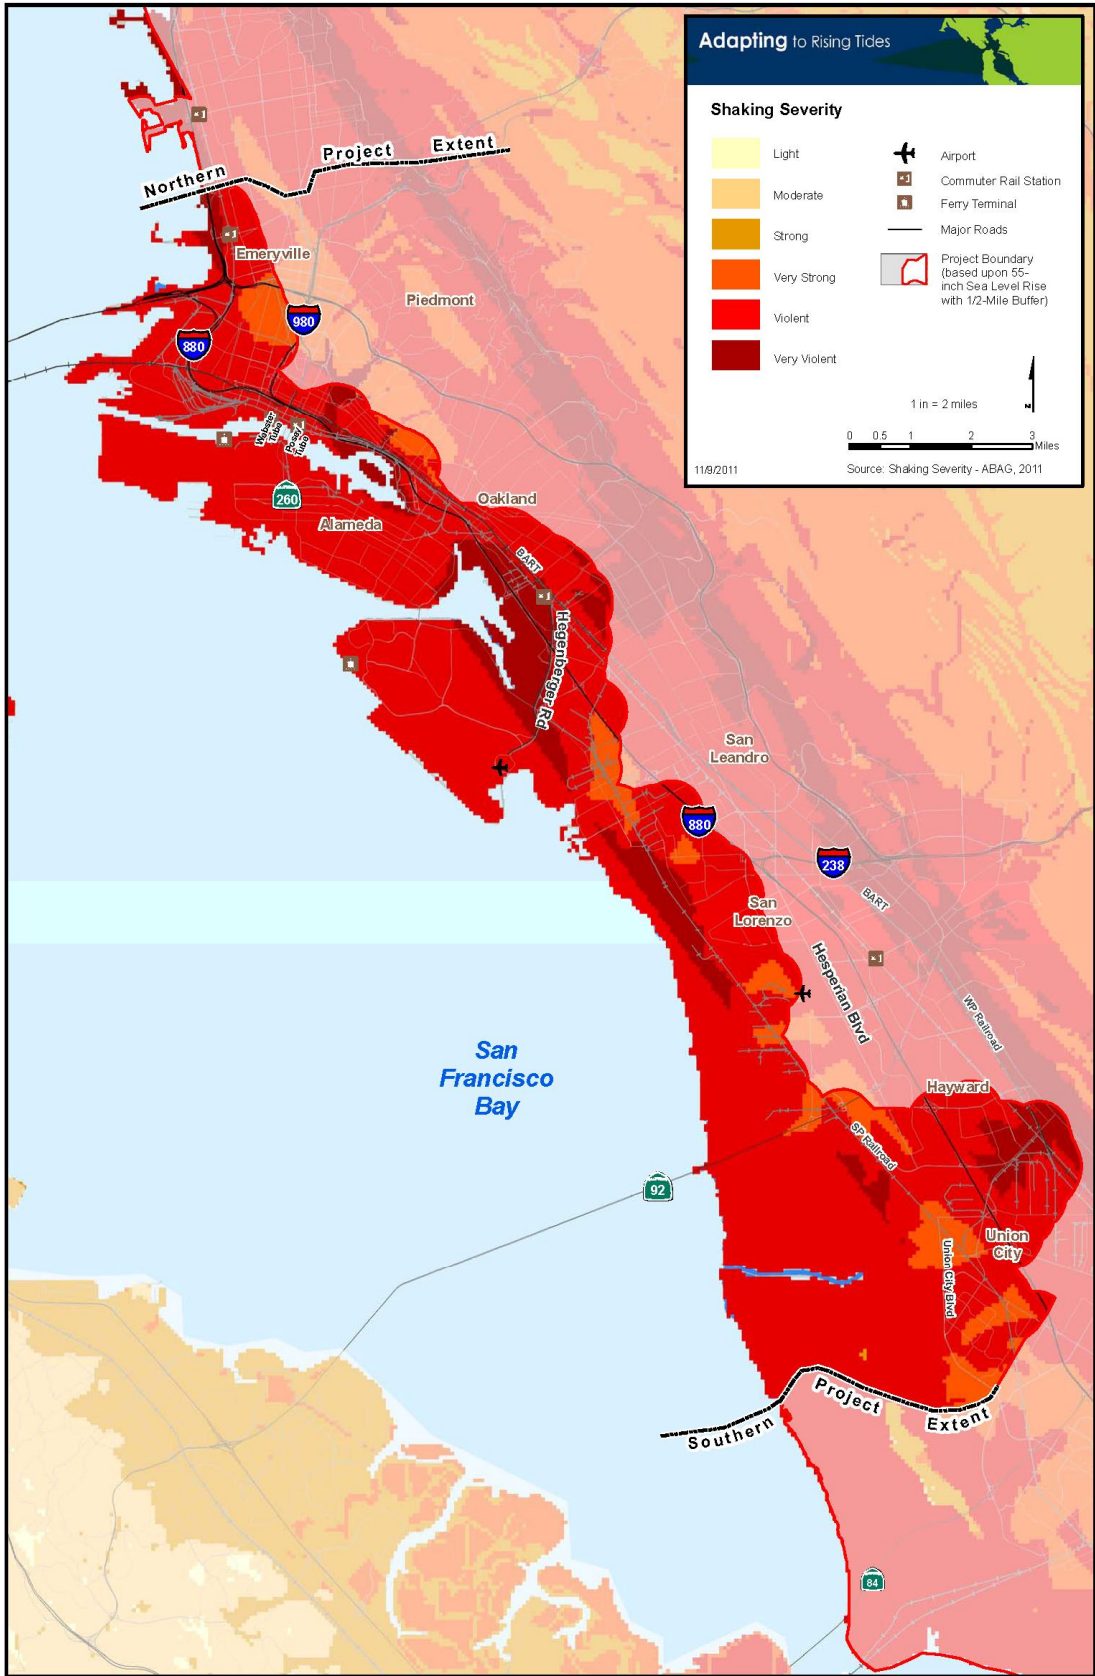 Adapting to Rising Tides
Shaking Severity
Light
Moderate
Strong
Very Strong
Violent
Very Violent
Airport
Commuter Rail Station
Ferry Terminal
Major Roads
Project Boundary
(based upon 55-
inch Sea Level Rise
with 1/2-Mile Buffer)
1 in = 2 miles
N
0 0.5 1 2 3
Miles
11/9/2011
Source: Shaking Severity - ABAG, 2011
Northern Project Extent
Emeryville
Piedmont
980
880
Webster
Tube
Posey
Tube
260
Alameda
Oakland
BART
Hegenberger Rd
San
Leandro
880
238
San
Lorenzo
BART
Hesperian Blvd
WP Railroad
San
Francisco
Bay
Hayward
SP Railroad
92
Union
City
Union City Blvd
Southern Project Extent
84